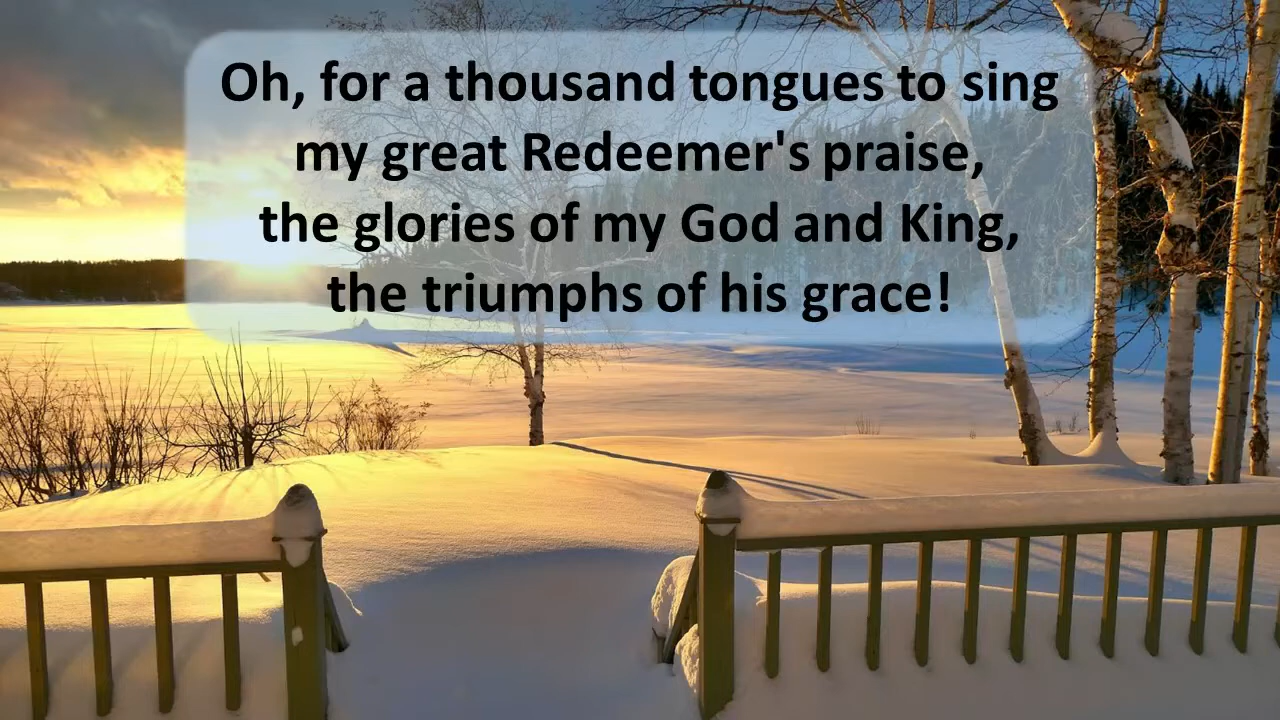 Oh, for a thousand tongues to sing
my great Redeemer's praise,
the glories of my God and King,
the triumphs of his grace!